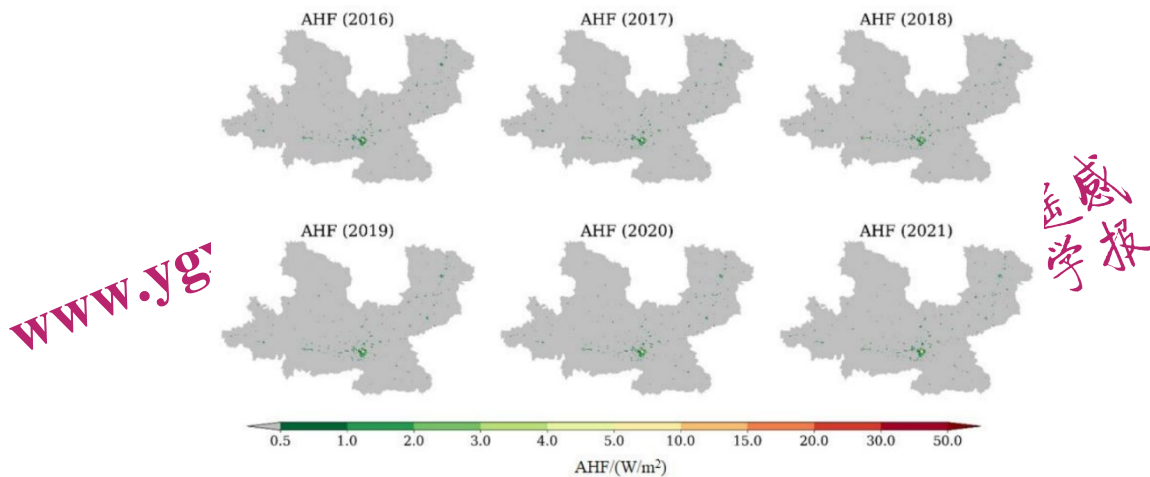 AHF (2016) AHF (2017) AHF (2018)
AHF (2019) AHF (2020) AHF (2021)
遥感
学报
www.yg
0.5 1.0 2.0 3.0 4.0 5.0 10.0 15.0 20.0 30.0 50.0
AHF/(W/m²)